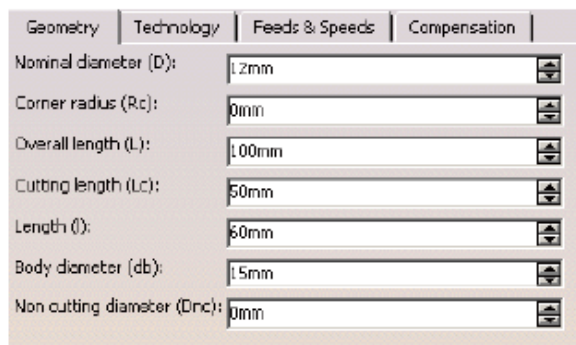 Geometry Technology Feeds & Speeds Compensation
Nominal diameter (D): 12mm
Corner radius (Rc): 0mm
Overall length (L): 100mm
Cutting length (Lc): 50mm
Length (l): 60mm
Body diameter (db): 15mm
Non cutting diameter (Dnc): 0mm